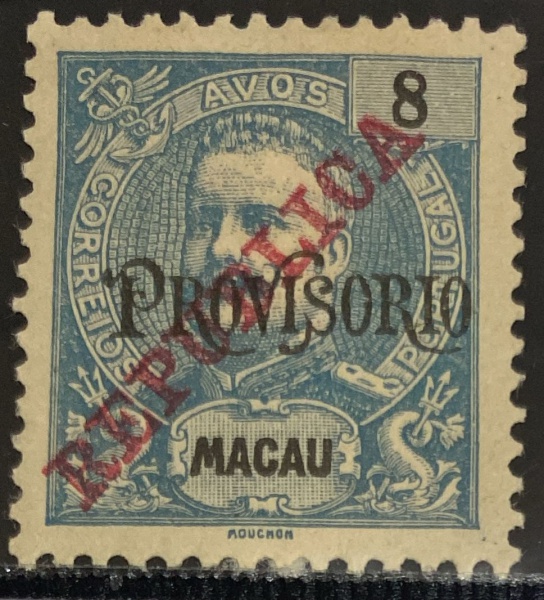 AVOS
8
CORREIOS
PORTUGAL
REPUBLICA
PROVISORIO
MACAU
MOUCHON